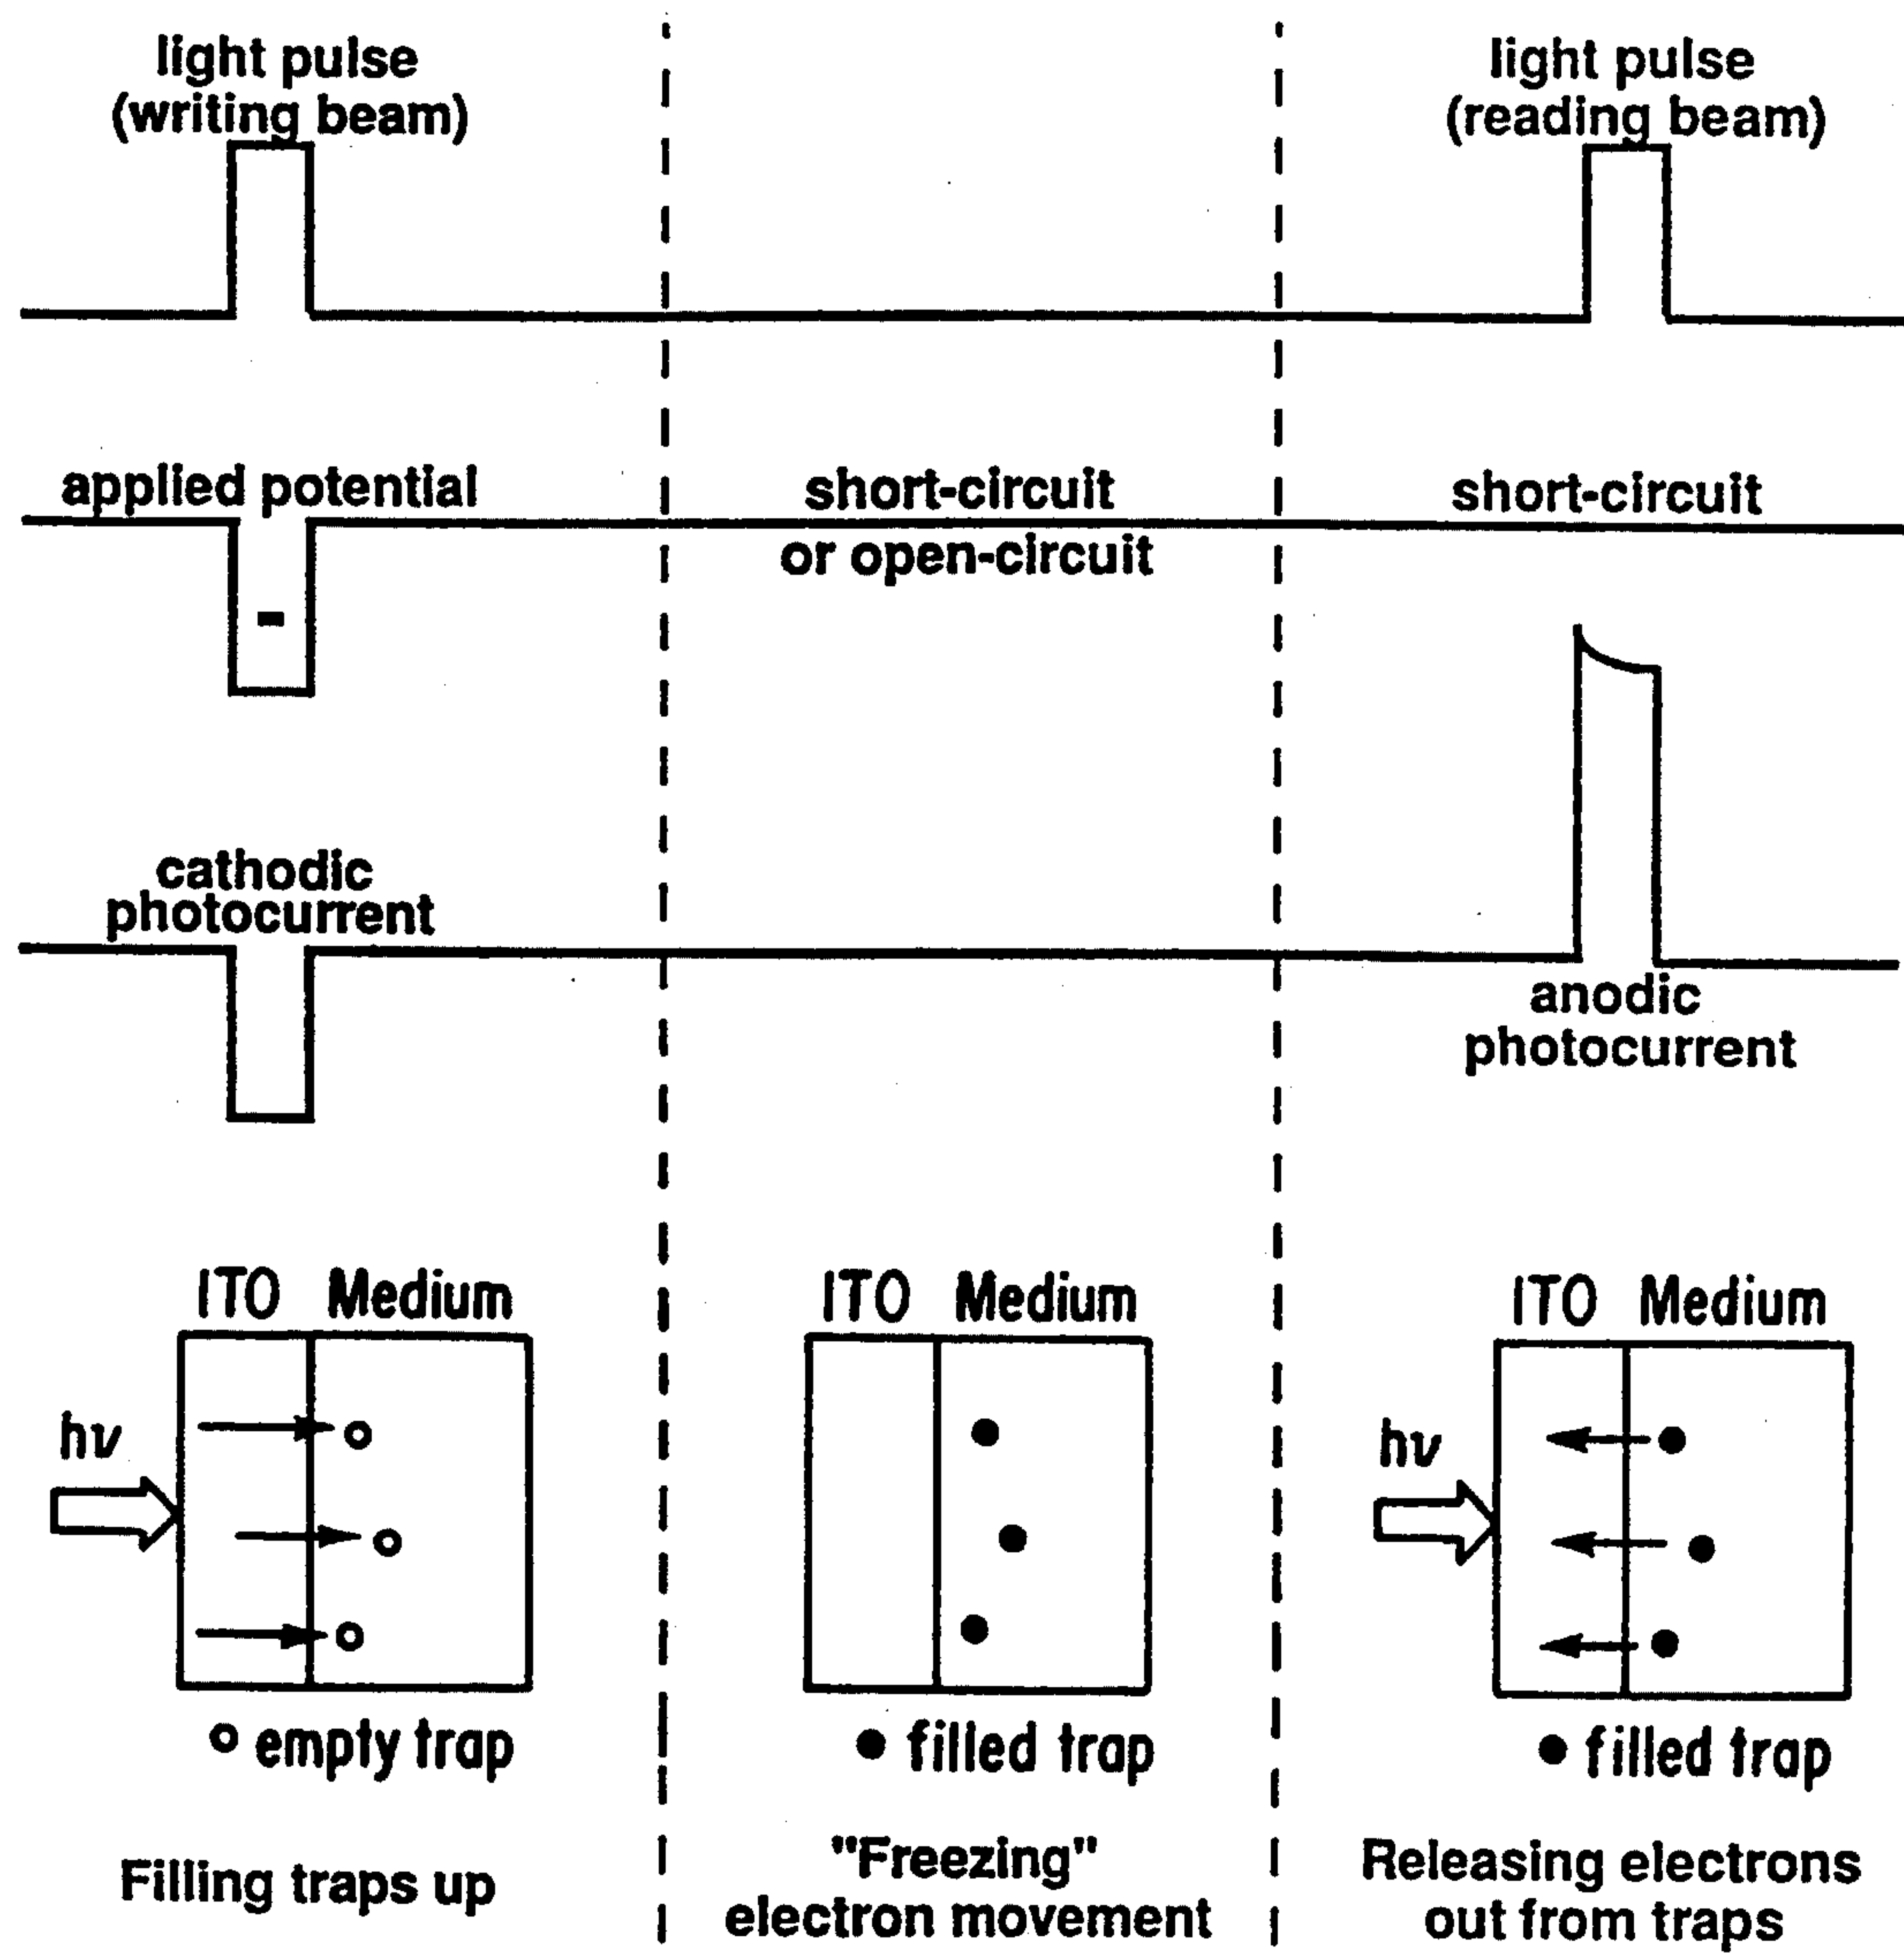 light pulse
(writing beam)
light pulse
(reading beam)
applied potential
short-circuit
or open-circuit
short-circuit
-
cathodic
photocurrent
anodic
photocurrent
ITO Medium
ITO Medium
ITO Medium
hν
hν
empty trap
filled trap
filled trap
Filling traps up
"Freezing"
electron movement
Releasing electrons
out from traps